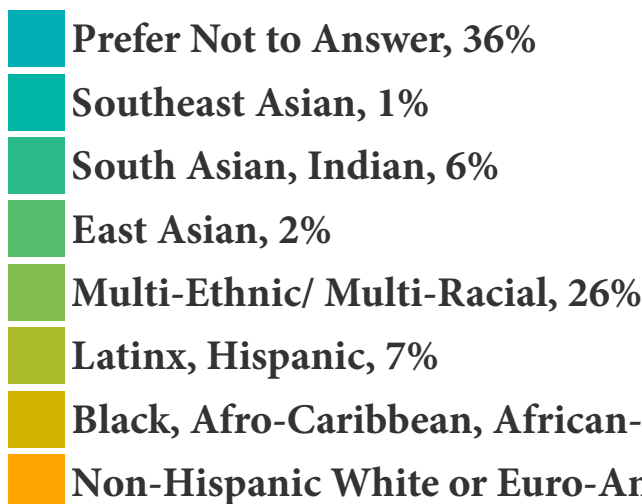 Prefer Not to Answer, 36%
Southeast Asian, 1%
South Asian, Indian, 6%
East Asian, 2%
Multi-Ethnic/ Multi-Racial, 26%
Latinx, Hispanic, 7%
Black, Afro-Caribbean, African-
Non-Hispanic White or Euro-